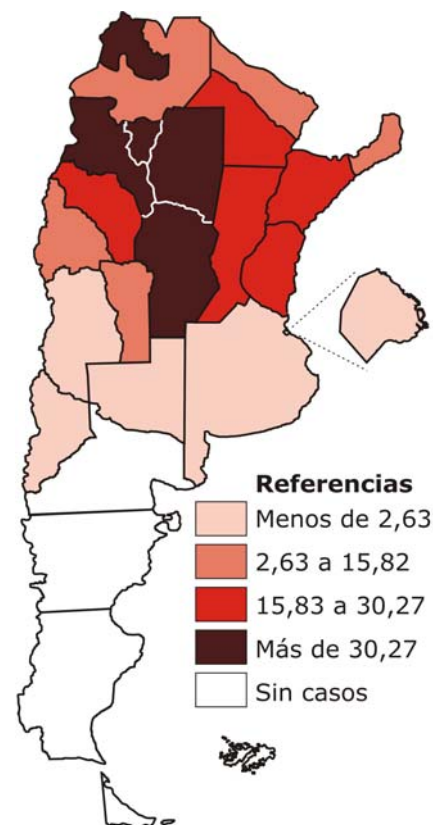 Referencias
Menos de 2,63
2,63 a 15,82
15,83 a 30,27
Más de 30,27
Sin casos